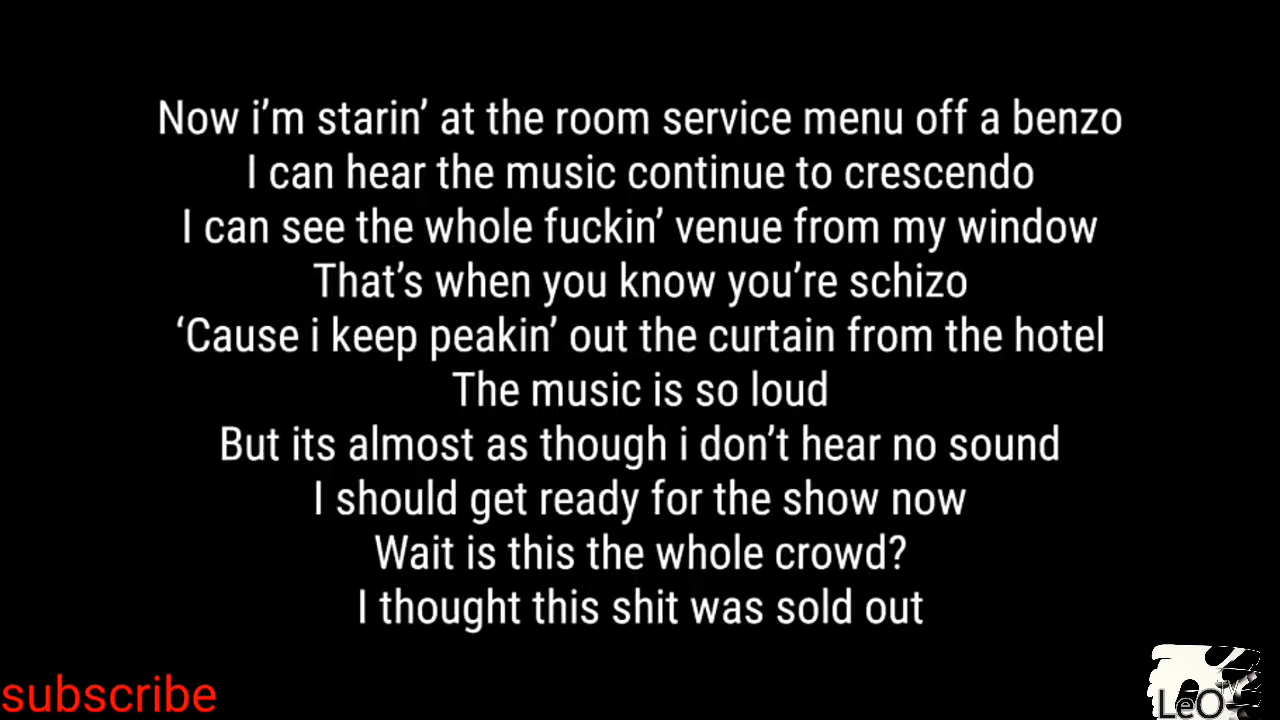 Now i’m starin’ at the room service menu off a benzo
I can hear the music continue to crescendo
I can see the whole fuckin’ venue from my window
That’s when you know you’re schizo
‘Cause i keep peakin’ out the curtain from the hotel
The music is so loud
But its almost as though i don’t hear no sound
I should get ready for the show now
Wait is this the whole crowd?
I thought this shit was sold out
subscribe
LeO